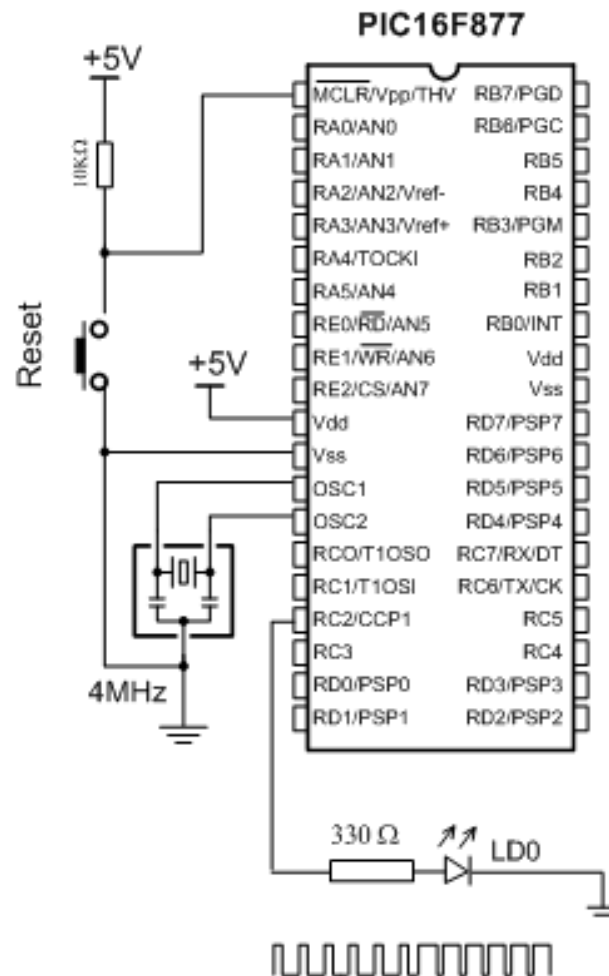 PIC16F877
+5V
10KΩ
Reset
+5V
4MHz
MCLR/Vpp/THV RB7/PGD
RA0/AN0 RB6/PGC
RA1/AN1 RB5
RA2/AN2/Vref- RB4
RA3/AN3/Vref+ RB3/PGM
RA4/TOCKI RB2
RA5/AN4 RB1
RE0/RD/AN5 RB0/INT
RE1/WR/AN6 Vdd
RE2/CS/AN7 Vss
Vdd RD7/PSP7
Vss RD6/PSP6
OSC1 RD5/PSP5
OSC2 RD4/PSP4
RCO/T1OSO RC7/RX/DT
RC1/T1OSI RC6/TX/CK
RC2/CCP1 RC5
RC3 RC4
RD0/PSP0 RD3/PSP3
RD1/PSP1 RD2/PSP2
330 Ω
LD0